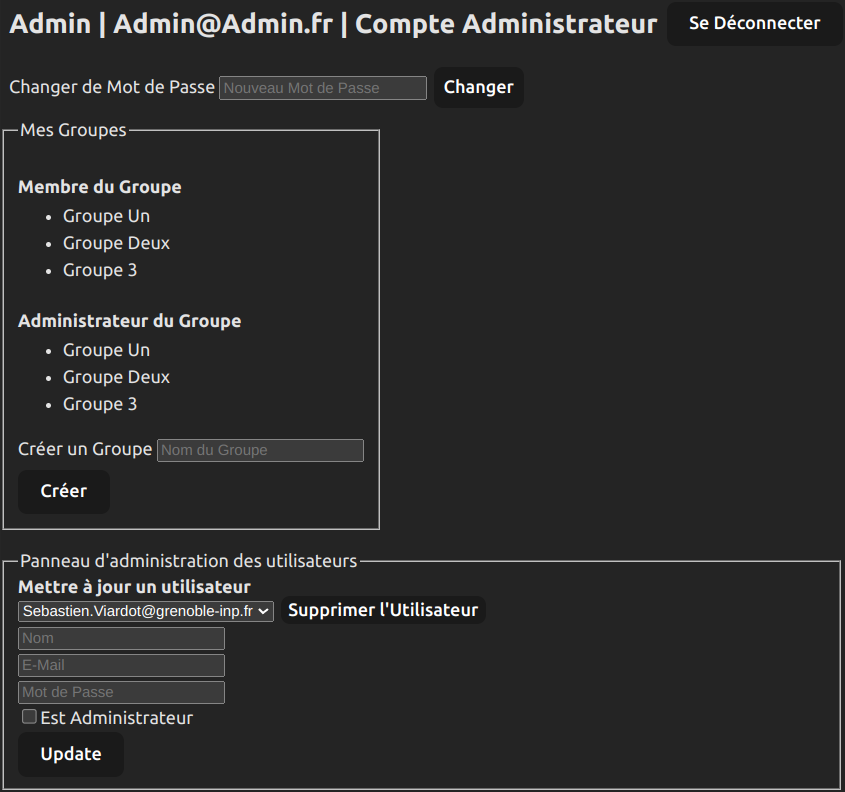 Admin | Admin@Admin.fr | Compte Administrateur Se Déconnecter
Changer de Mot de Passe Nouveau Mot de Passe Changer
Mes Groupes
Membre du Groupe
• Groupe Un
• Groupe Deux
• Groupe 3
Administrateur du Groupe
• Groupe Un
• Groupe Deux
• Groupe 3
Créer un Groupe Nom du Groupe
Créer
Panneau d'administration des utilisateurs
Mettre à jour un utilisateur
Sebastien.Viardot@grenoble-inp.fr Supprimer l'Utilisateur
Nom
E-Mail
Mot de Passe
Est Administrateur
Update